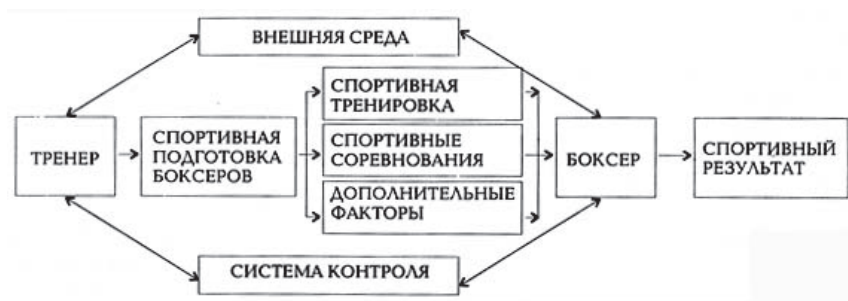 ВНЕШНЯЯ СРЕДА
СПОРТИВНАЯ
ТРЕНИРОВКА
ТРЕНЕР
СПОРТИВНАЯ
ПОДГОТОВКА
БОКСЕРОВ
СПОРТИВНЫЕ
СОРЕВНОВАНИЯ
БОКСЕР
СПОРТИВНЫЙ
РЕЗУЛЬТАТ
ДОПОЛНИТЕЛЬНЫЕ
ФАКТОРЫ
СИСТЕМА КОНТРОЛЯ